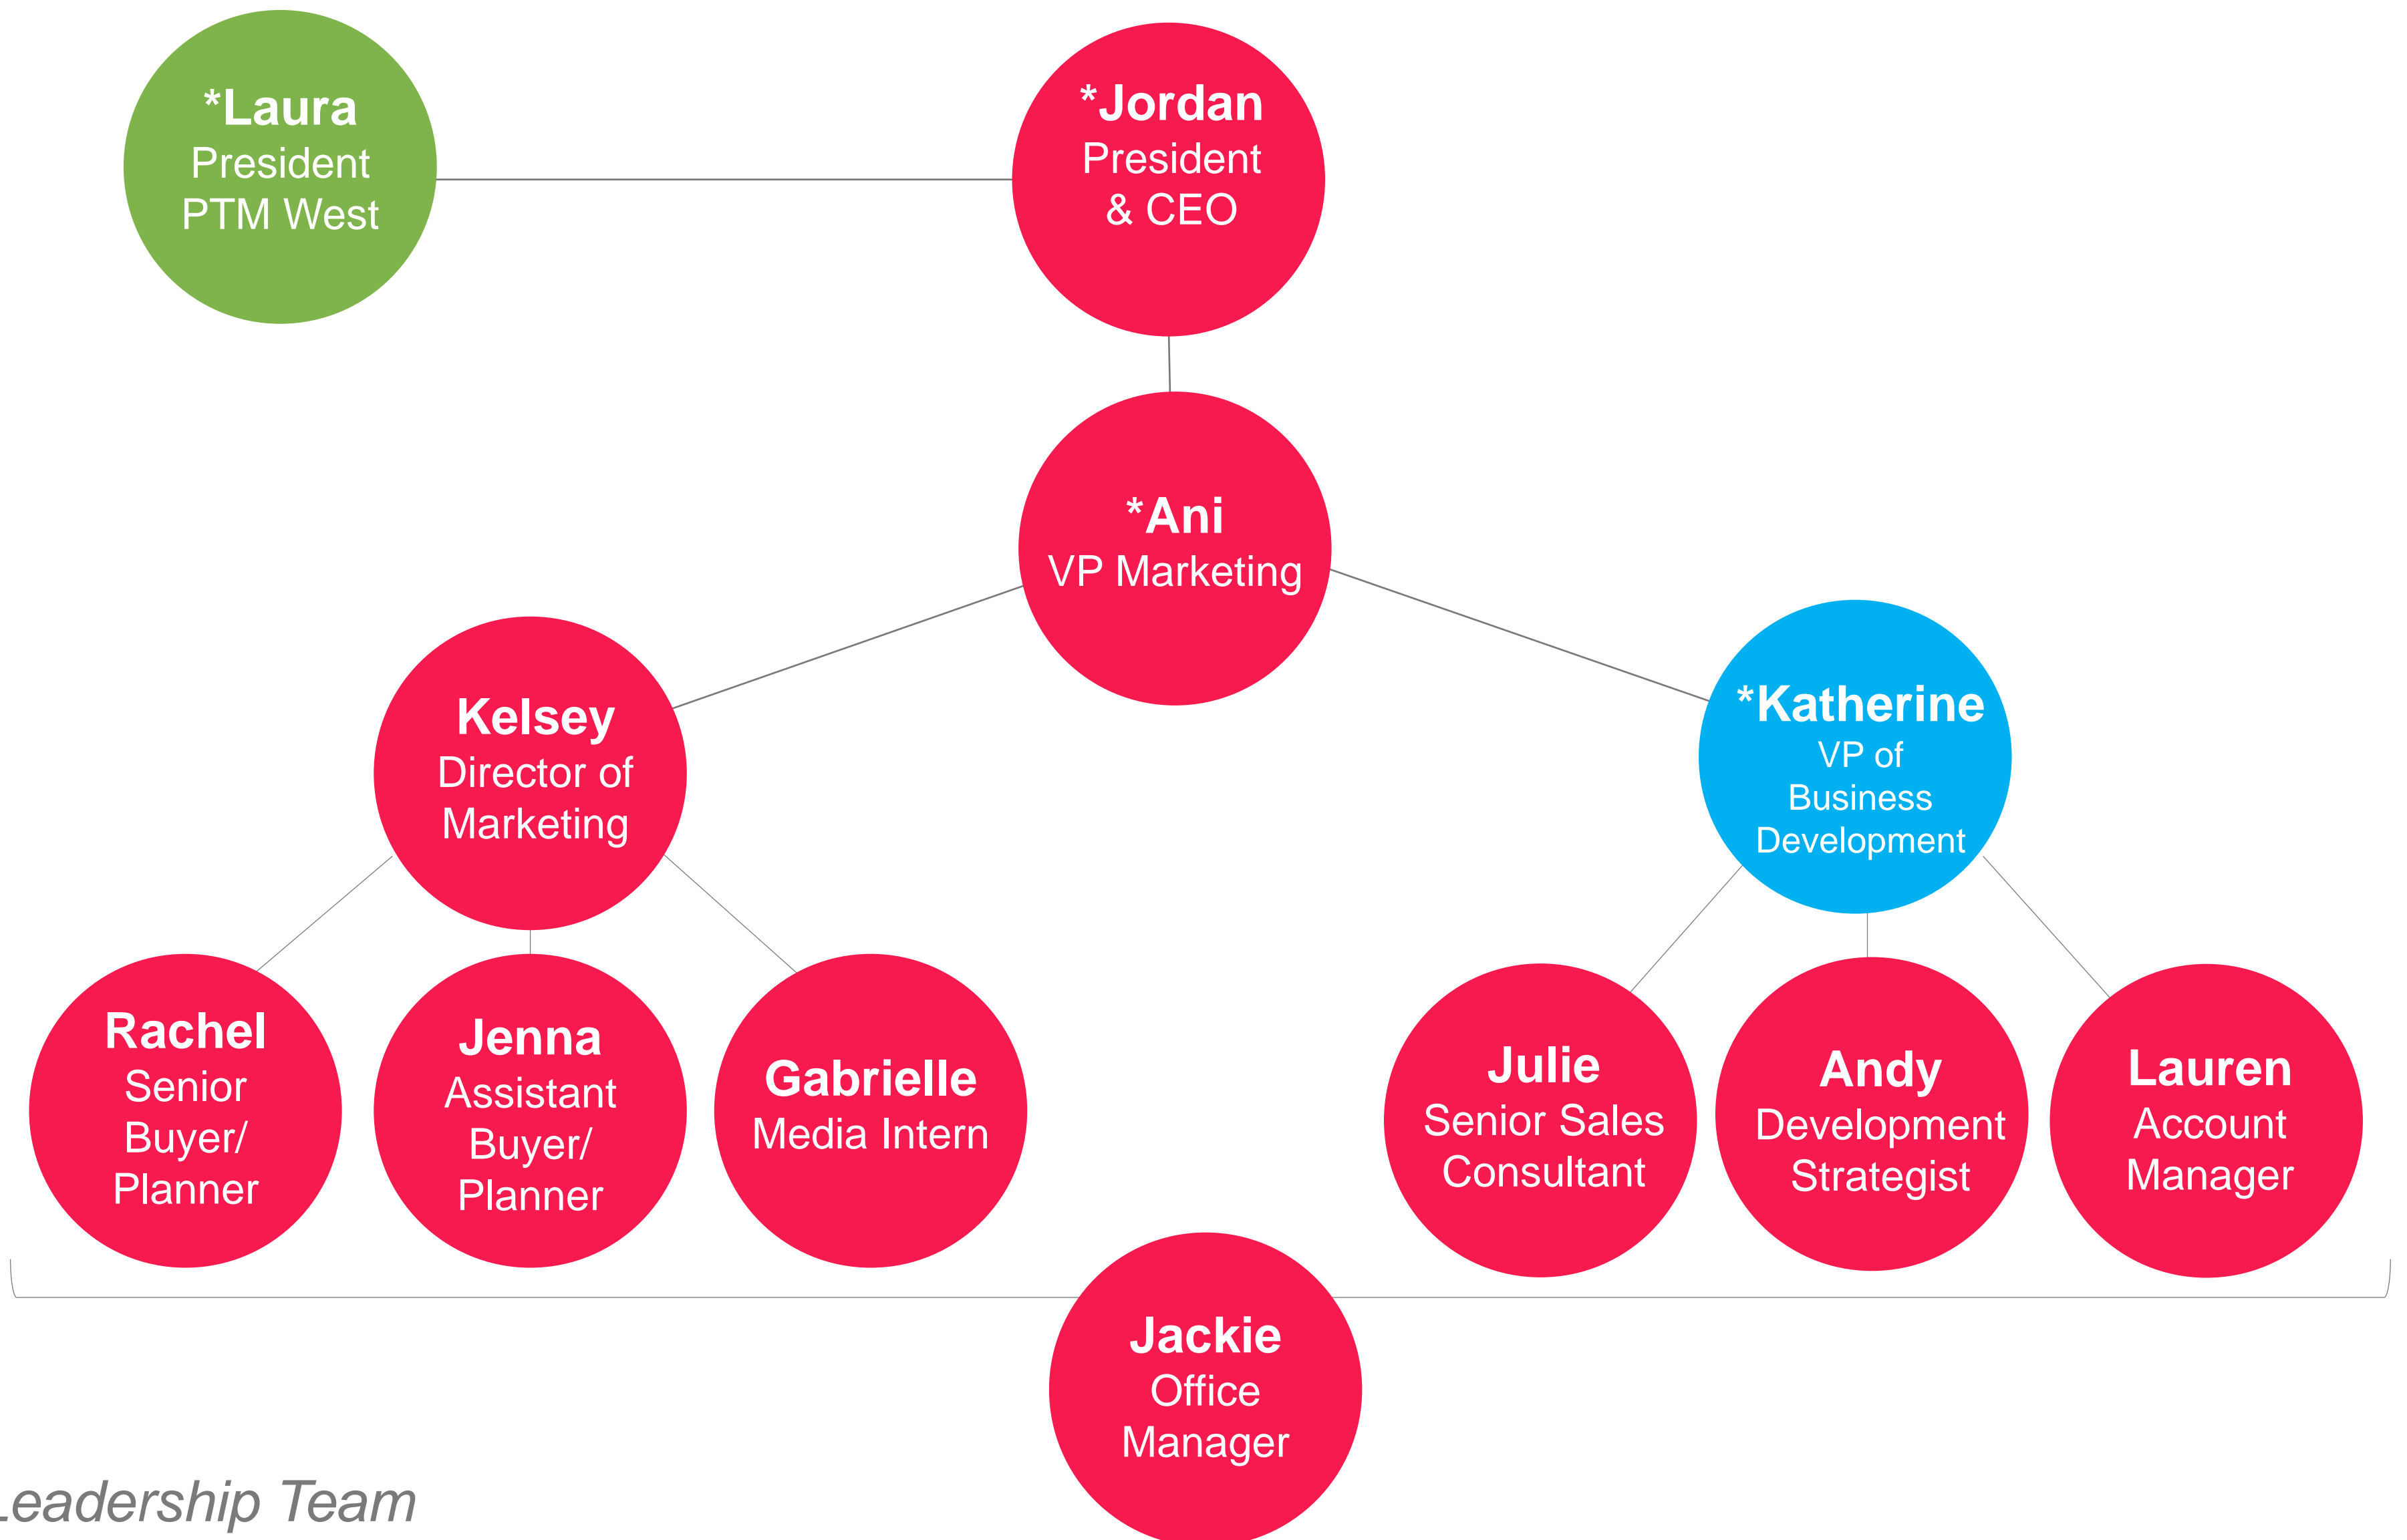 *Laura
President
PTM West
*Jordan
President
& CEO
*Ani
VP Marketing
Kelsey
Director of
Marketing
*Katherine
VP of
Business
Development
Rachel
Senior
Buyer/
Planner
Jenna
Assistant
Buyer/
Planner
Gabrielle
Media Intern
Julie
Senior Sales
Consultant
Andy
Development
Strategist
Lauren
Account
Manager
Jackie
Office
Manager
Leadership Team